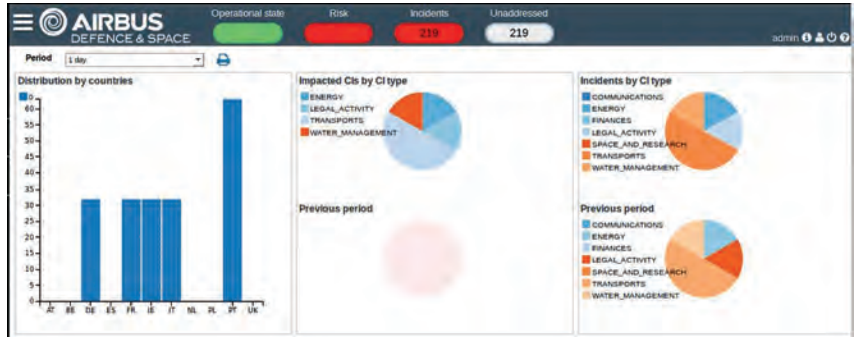 AIRBUS
DEFENCE & SPACE
Operational state
Risk
Incidents
219
Unaddressed
219
admin
Period
1 day
Distribution by countries
0
60
55
50
45
40
35
30
25
20
15
10
5
0
AT BE DE ES FR IE IT NL PL PT UK
Impacted CIs by CI type
ENERGY
LEGAL_ACTIVITY
TRANSPORTS
WATER_MANAGEMENT
Previous period
Incidents by CI type
COMMUNICATIONS
ENERGY
FINANCES
LEGAL_ACTIVITY
SPACE_AND_RESEARCH
TRANSPORTS
WATER_MANAGEMENT
Previous period
COMMUNICATIONS
ENERGY
FINANCES
LEGAL_ACTIVITY
SPACE_AND_RESEARCH
TRANSPORTS
WATER_MANAGEMENT